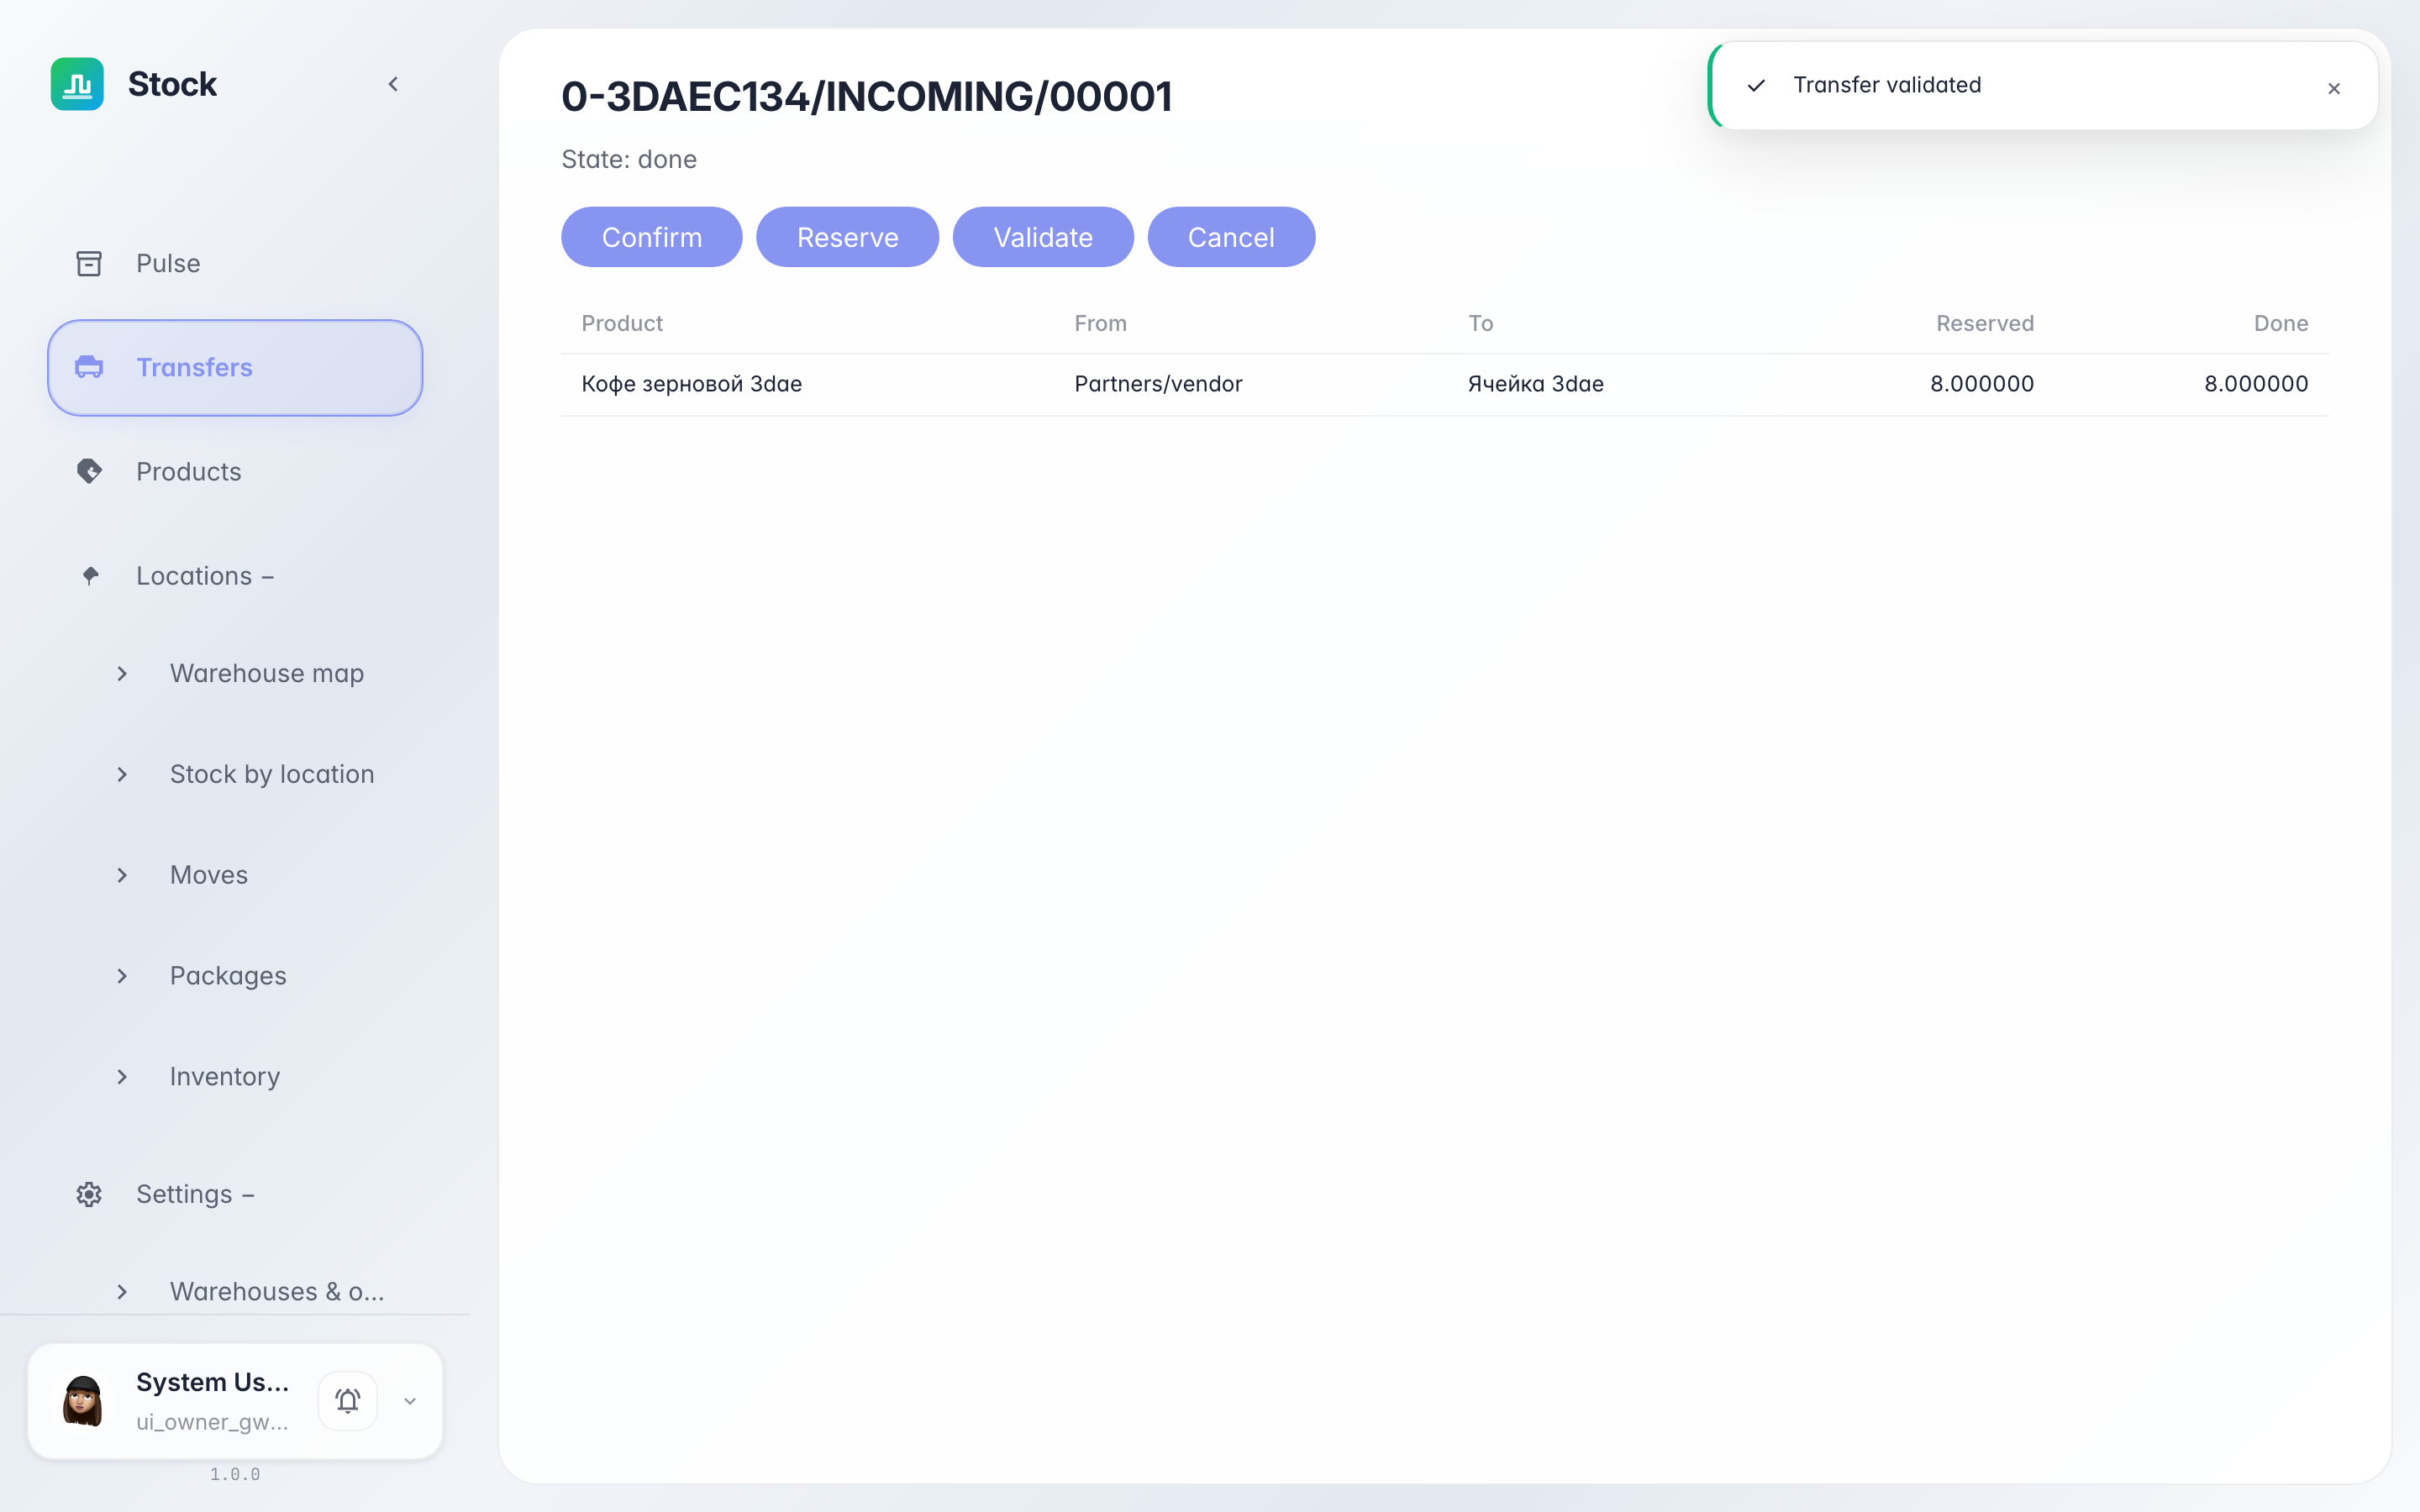 Stock
Pulse
Transfers
Products
Locations –
Warehouse map
Stock by location
Moves
Packages
Inventory
Settings –
Warehouses & o...
System Us...
ui_owner_gw...
1.0.0
0-3DAEC134/INCOMING/00001
State: done
Confirm Reserve Validate Cancel
Product From To Reserved Done
Кофе зерновой 3dae Partners/vendor Ячейка 3dae 8.000000 8.000000
Transfer validated